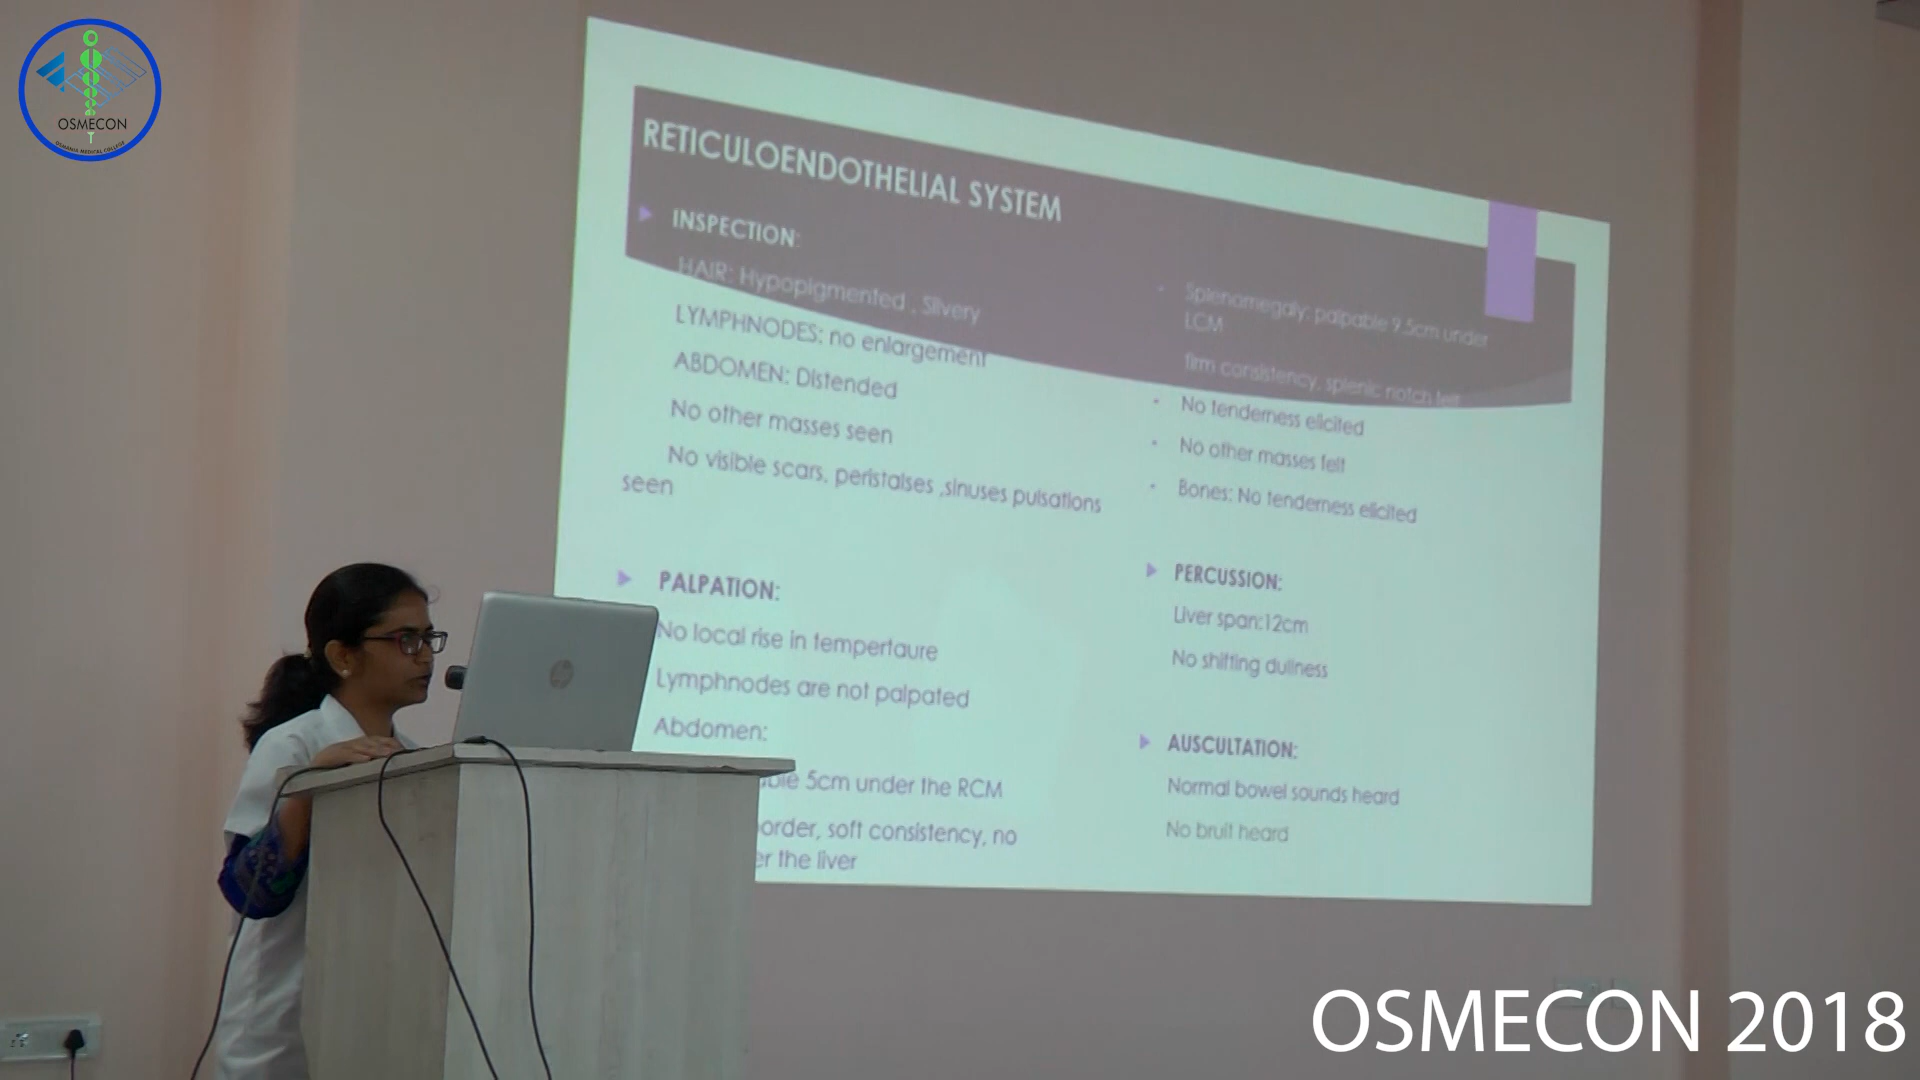 OSMECON
OSMANIA MEDICAL COLLEGE
RETICULOENDOTHELIAL SYSTEM
INSPECTION:
HAIR: Hypopigmented , Silvery
LYMPHNODES: no enlargement
ABDOMEN: Distended
No other masses seen
No visible scars, peristalses ,sinuses pulsations
seen
PALPATION:
No local rise in tempertaure
Lymphnodes are not palpated
Abdomen:
5cm under the RCM
border, soft consistency, no
the liver
Splenomegaly: palpable 9.5cm under
LCM
firm consistency, splenic notch felt
No tenderness elicited
No other masses felt
Bones: No tenderness elicited
PERCUSSION:
Liver span:12cm
No shifting dullness
AUSCULTATION:
Normal bowel sounds heard
No bruit heard
OSMECON 2018